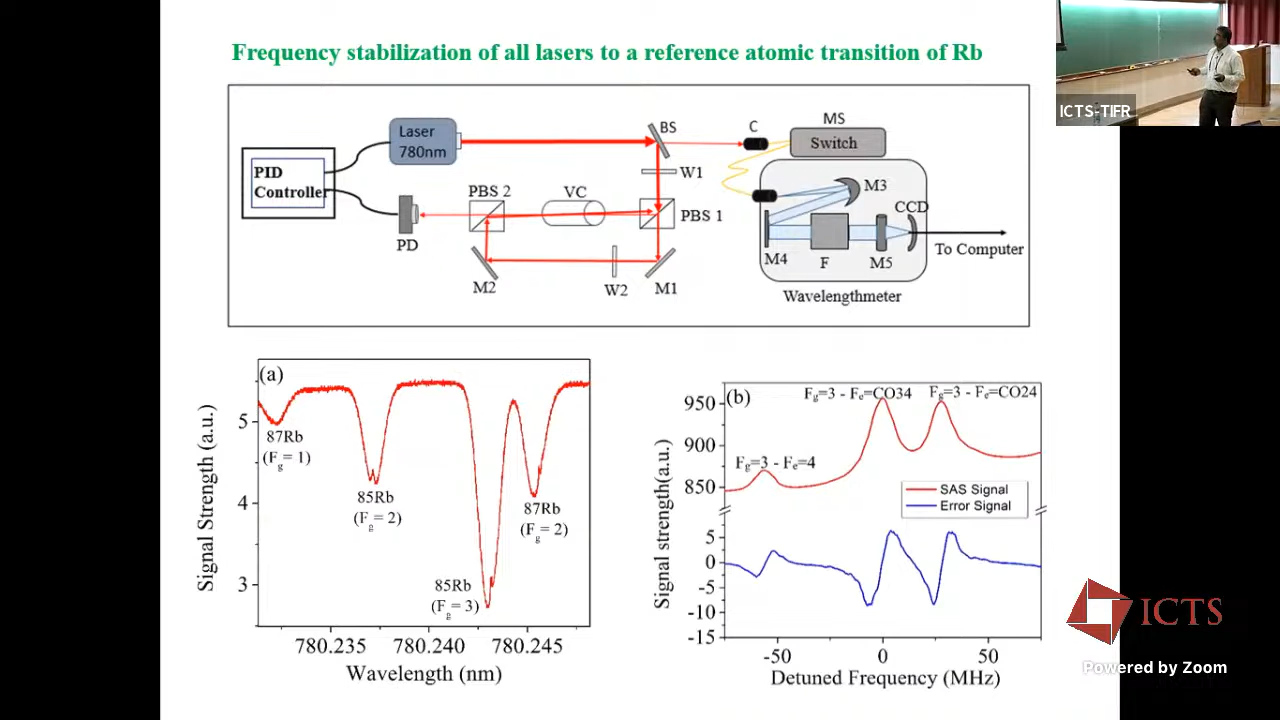 Frequency stabilization of all lasers to a reference atomic transition of Rb
ICTS-TIFR
Laser
780nm
BS
C
MS
Switch
PID
Controller
W1
M3
PBS 2
VC
PBS 1
CCD
PD
To Computer
M4
F
M5
M2
W2
M1
Wavelengthmeter
(a)
5
4
3
Signal Strength (a.u.)
87Rb
(Fg=1)
85Rb
(Fg=2)
87Rb
(Fg=2)
85Rb
(Fg=3)
780.235
780.240
780.245
Wavelength (nm)
(b)
Fg=3 - Fe=CO34
Fg=3 - Fe=CO24
Fg=3 - Fe=4
950
900
850
SAS Signal
Error Signal
5
0
-5
-10
-15
Signal strength(a.u.)
-50
0
50
Detuned Frequency (MHz)
ICTS
Powered by Zoom